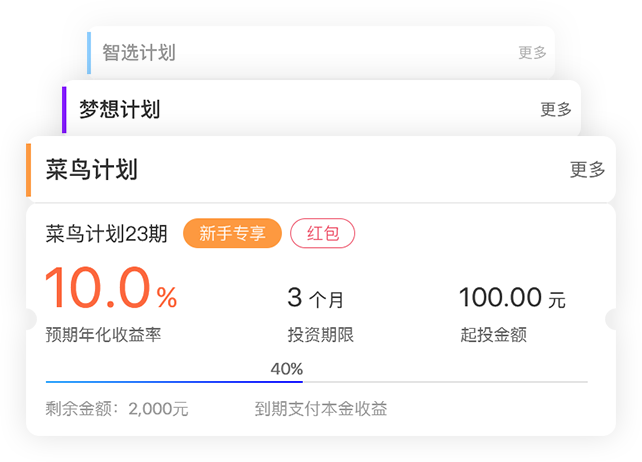 智选计划 更多
梦想计划 更多
菜鸟计划 更多
菜鸟计划23期 新手专享 红包
10.0% 3 个月 100.00 元
预期年化收益率 投资期限 起投金额
40%
剩余金额：2,000元 到期支付本金收益